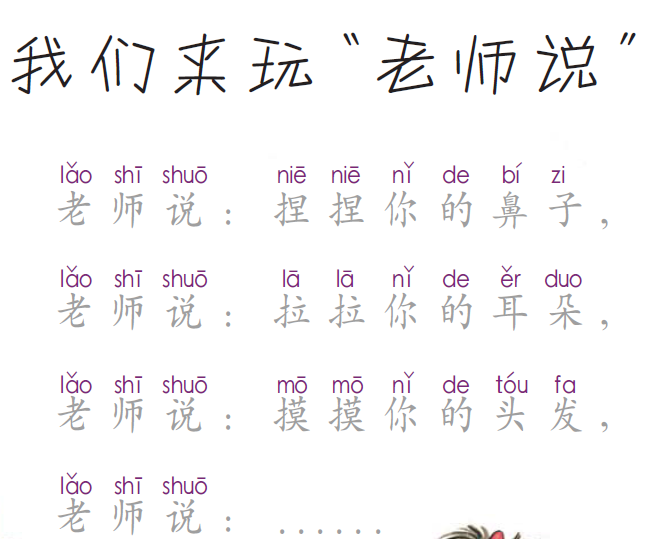 我们来玩“老师说”
lǎo shī shuō niē niē nǐ de bí zi
老师说：捏捏你的鼻子，
lǎo shī shuō lā lā nǐ de ěr duo
老师说：拉拉你的耳朵，
lǎo shī shuō mō mō nǐ de tóu fa
老师说：摸摸你的头发，
lǎo shī shuō
老师说：......